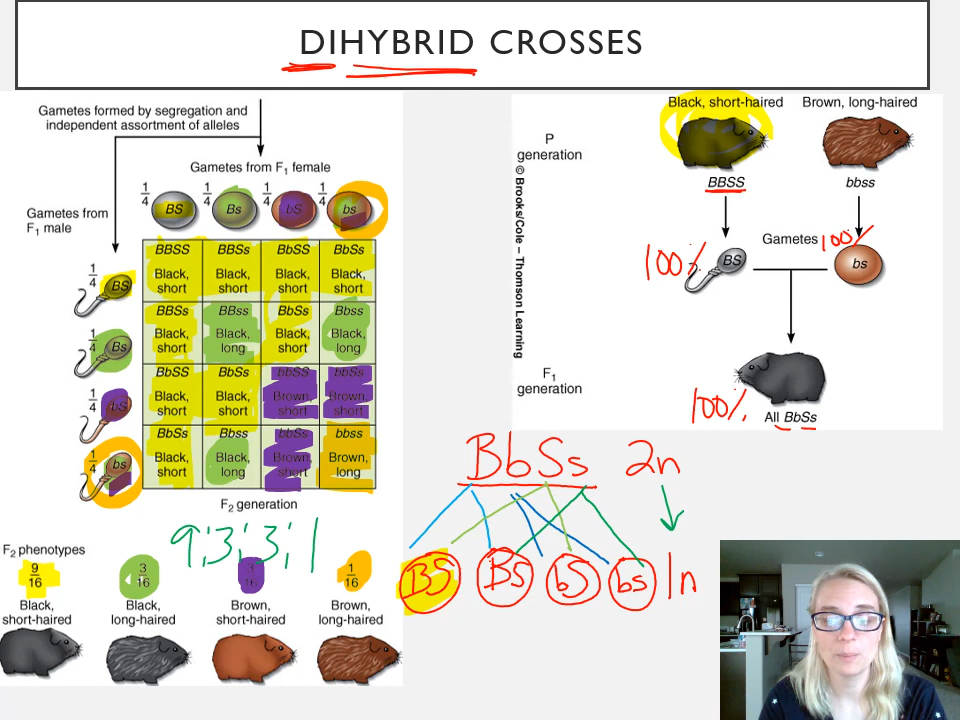 DIHYBRID CROSSES
Gametes formed by segregation and
independent assortment of alleles
Gametes from F1 female
1/4 BS 1/4 Bs 1/4 bS 1/4 bs
Gametes from
F1 male
1/4 BS
BBSS BBSs BbSS BbSs
Black, Black, Black, Black,
short short short short
1/4 Bs
BBSs BBss BbSs Bbss
Black, Black, Black, Black,
short long short long
1/4 bS
BbSS BbSs bbSS bbSs
Black, Black, Brown, Brown,
short short short short
1/4 bs
BbSs Bbss bbSs bbss
Black, Black, Brown, Brown,
short long short long
F2 generation
9:3:3:1
F2 phenotypes
9/16 3/16 3/16 1/16
Black, Black, Brown, Brown,
short-haired long-haired short-haired long-haired
Black, short-haired Brown, long-haired
P
generation
BBSS bbss
© Brooks/Cole – Thomson Learning
Gametes
100% BS 100% bs
F1
generation
100%
All BbSs
BbSs 2n
BS Bs bS bs 1n